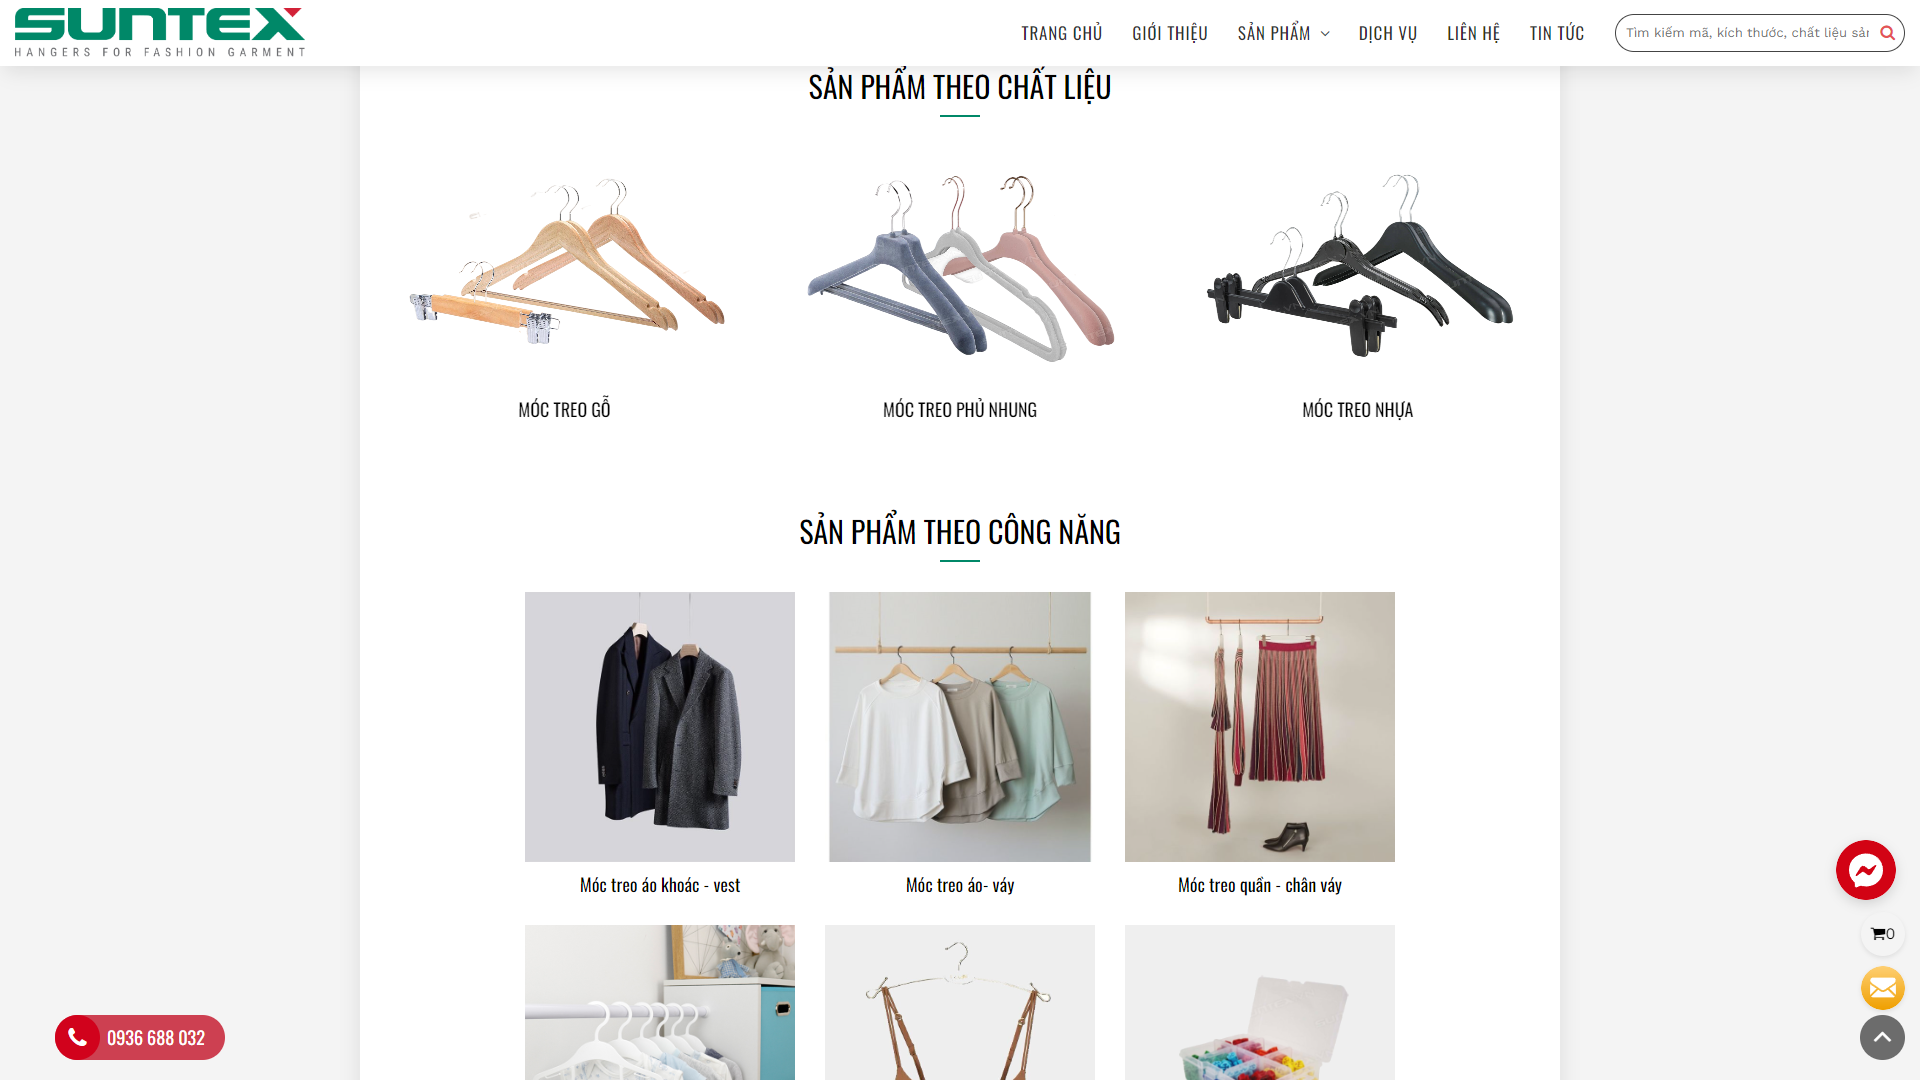 SUNTEX
HANGERS FOR FASHION GARMENT
TRANG CHỦ
GIỚI THIỆU
SẢN PHẨM
DỊCH VỤ
LIÊN HỆ
TIN TỨC
Tìm kiếm mã, kích thước, chất liệu sản
SẢN PHẨM THEO CHẤT LIỆU
MÓC TREO GỖ
MÓC TREO PHỦ NHUNG
MÓC TREO NHỰA
SẢN PHẨM THEO CÔNG NĂNG
Móc treo áo khoác - vest
Móc treo áo- váy
Móc treo quần - chân váy
0
0936 688 032